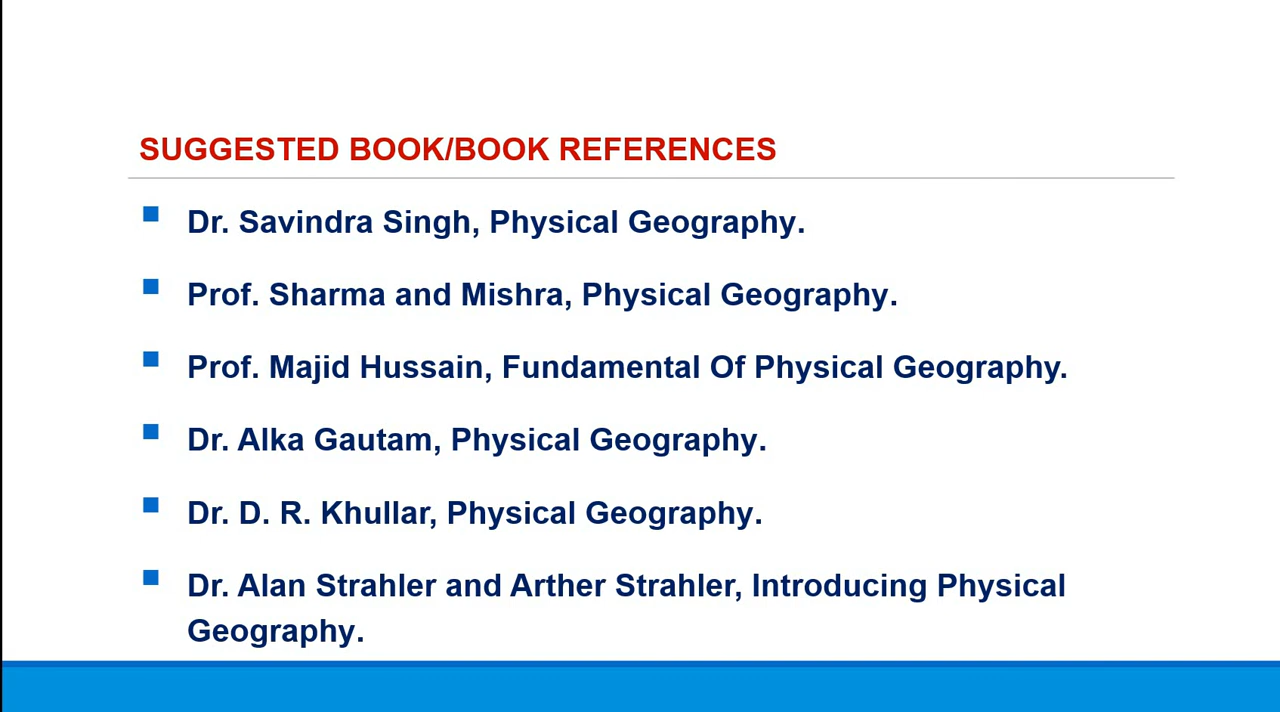 SUGGESTED BOOK/BOOK REFERENCES
Dr. Savindra Singh, Physical Geography.
Prof. Sharma and Mishra, Physical Geography.
Prof. Majid Hussain, Fundamental Of Physical Geography.
Dr. Alka Gautam, Physical Geography.
Dr. D. R. Khullar, Physical Geography.
Dr. Alan Strahler and Arther Strahler, Introducing Physical
Geography.